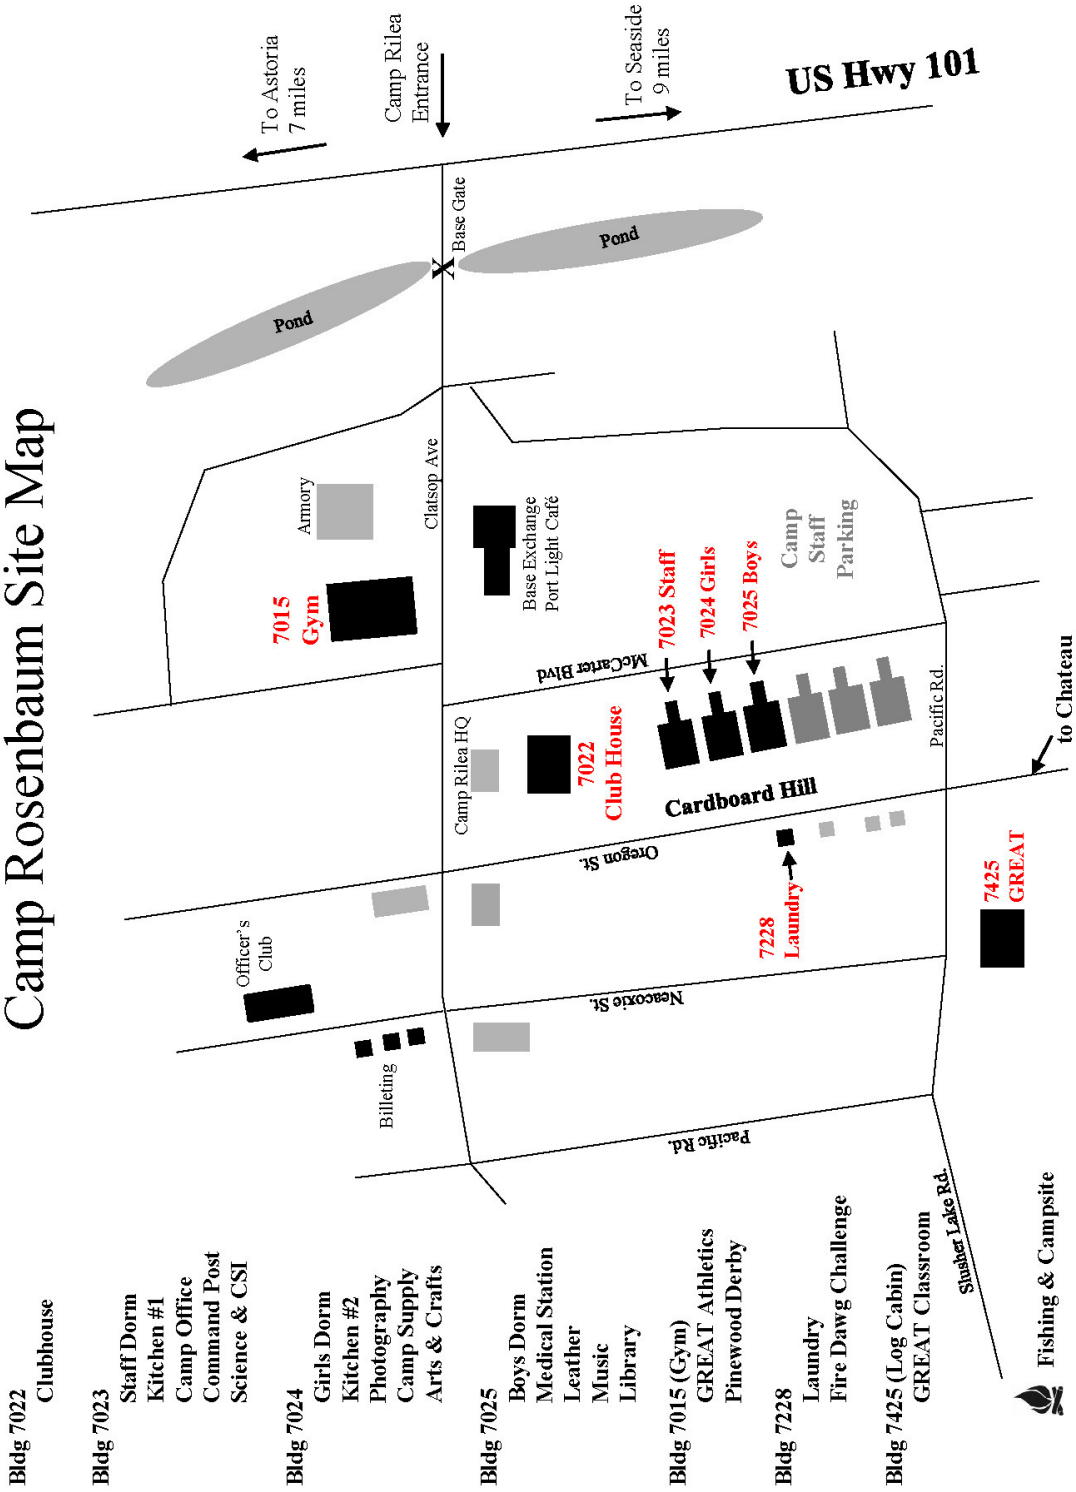 Camp Rosenbaum Site Map
Bldg 7022
Clubhouse
Bldg 7023
Staff Dorm
Kitchen #1
Camp Office
Command Post
Science & CSI
Bldg 7024
Girls Dorm
Kitchen #2
Photography
Camp Supply
Arts & Crafts
Bldg 7025
Boys Dorm
Medical Station
Leather
Music
Library
Bldg 7015 (Gym)
GREAT Athletics
Pinewood Derby
Bldg 7228
Laundry
Fire Dawg Challenge
Bldg 7425 (Log Cabin)
GREAT Classroom
To Astoria
7 miles
Camp Rilea
Entrance
To Seaside
9 miles
US Hwy 101
Base Gate
X
Pond
Pond
Armory
Clatsop Ave
7015
Gym
Base Exchange
Port Light Café
Camp
Staff
Parking
7023 Staff
7024 Girls
7025 Boys
McCarter Blvd
Camp Rilea HQ
7022
Club House
Cardboard Hill
Pacific Rd.
to Chateau
Oregon St.
Officer's
Club
7228
Laundry
7425
GREAT
Neacoxie St.
Billeting
Pacific Rd.
Slusher Lake Rd.
Fishing & Campsite